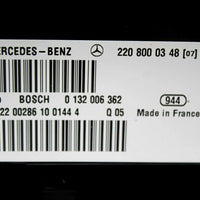 ERCEDES-BENZ 220 800 03 48 [07]
BOSCH 0 132 006 362
22 00286 10 0144 4 Q 05
944
Made in France